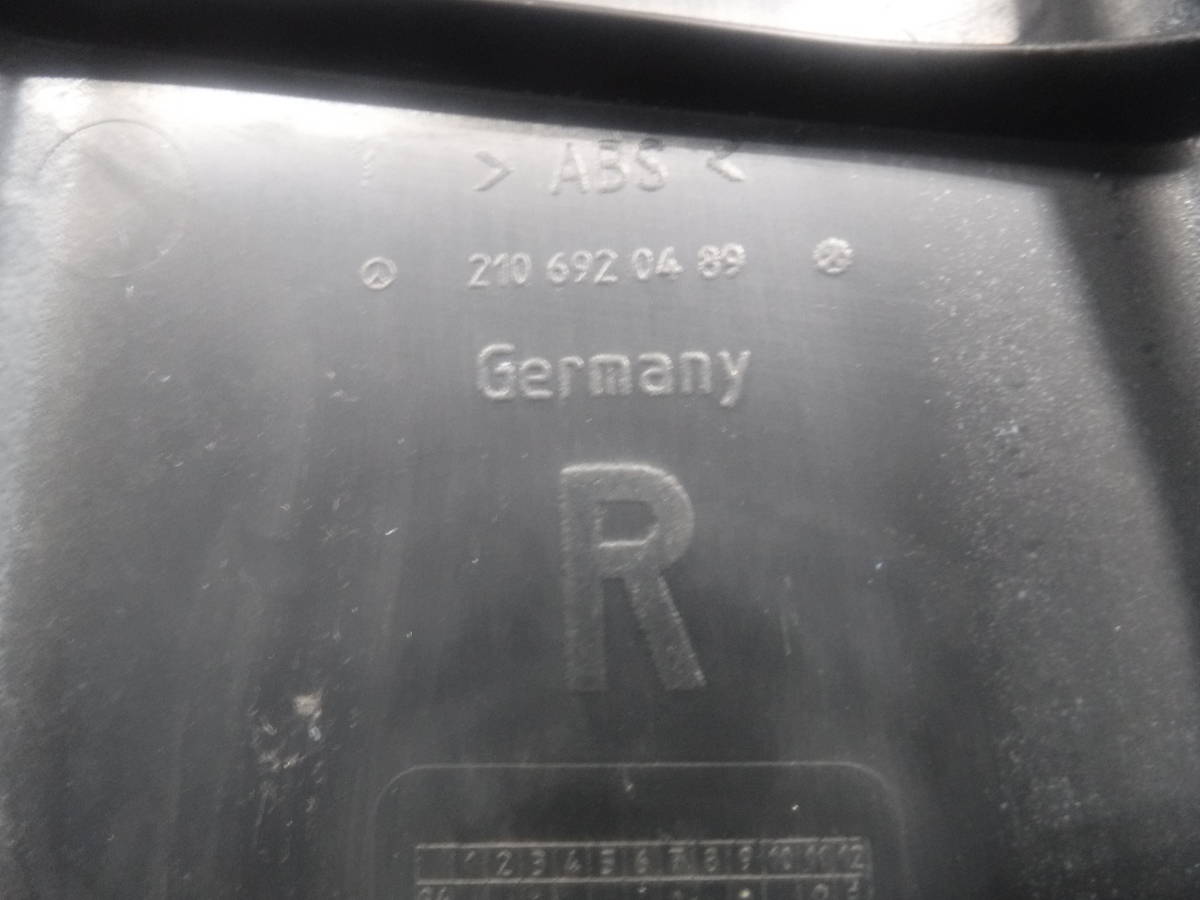 > ABS <
210 692 04 89
Germany
R
1 2 3 4 5 6 7 8 9 10 11 12